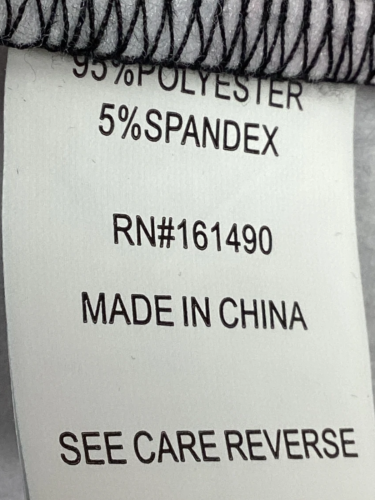 95%POLYESTER
5%SPANDEX
RN#161490
MADE IN CHINA
SEE CARE REVERSE